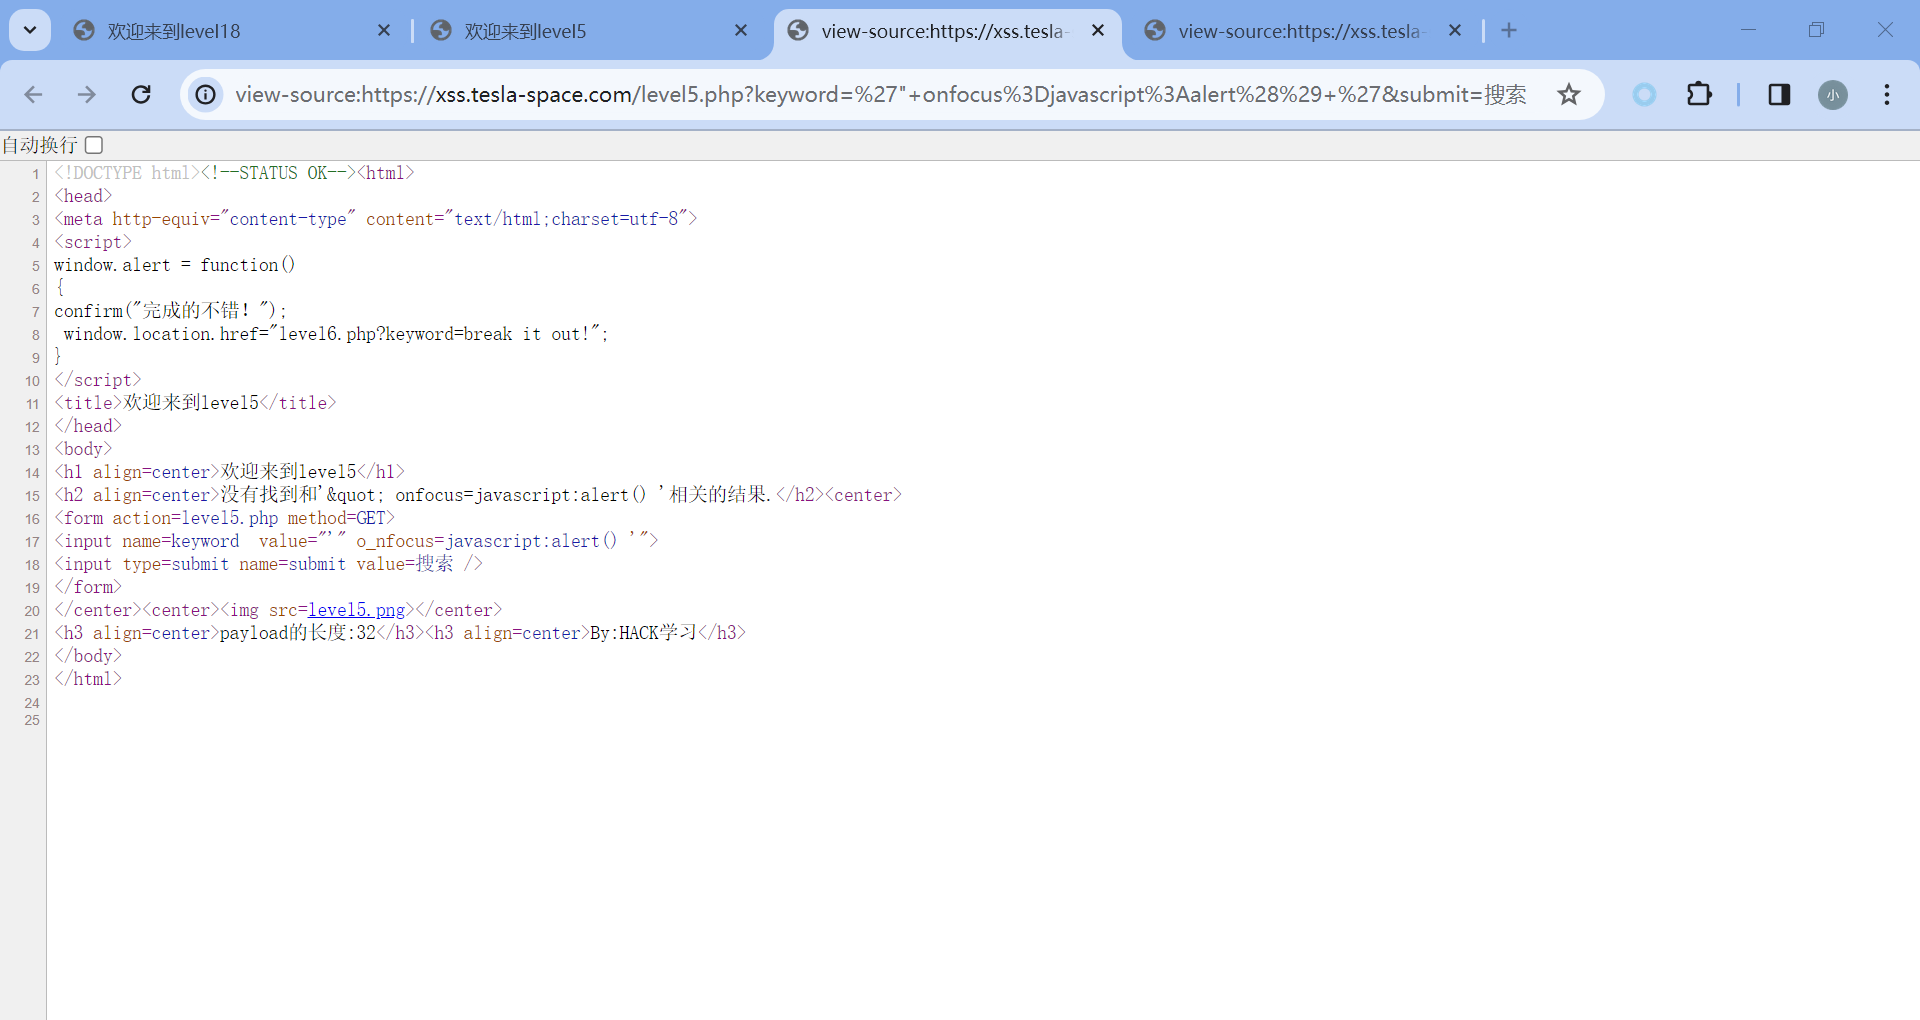 欢迎来到level18
欢迎来到level5
view-source:https://xss.tesla-
view-source:https://xss.tesla-
view-source:https://xss.tesla-space.com/level5.php?keyword=%27"+onfocus%3Djavascript%3Aalert%28%29+%27&submit=搜索
小
自动换行
1 <!DOCTYPE html><!--STATUS OK--><html>
2 <head>
3 <meta http-equiv="content-type" content="text/html;charset=utf-8">
4 <script>
5 window.alert = function()
6 {
7 confirm("完成的不错！");
8  window.location.href="level6.php?keyword=break it out!";
9 }
10 </script>
11 <title>欢迎来到level5</title>
12 </head>
13 <body>
14 <h1 align=center>欢迎来到level5</h1>
15 <h2 align=center>没有找到和'&quot; onfocus=javascript:alert() '相关的结果.</h2><center>
16 <form action=level5.php method=GET>
17 <input name=keyword  value="'" o_nfocus=javascript:alert() '">
18 <input type=submit name=submit value=搜索 />
19 </form>
20 </center><center><img src=level5.png></center>
21 <h3 align=center>payload的长度:32</h3><h3 align=center>By:HACK学习</h3>
22 </body>
23 </html>
24
25